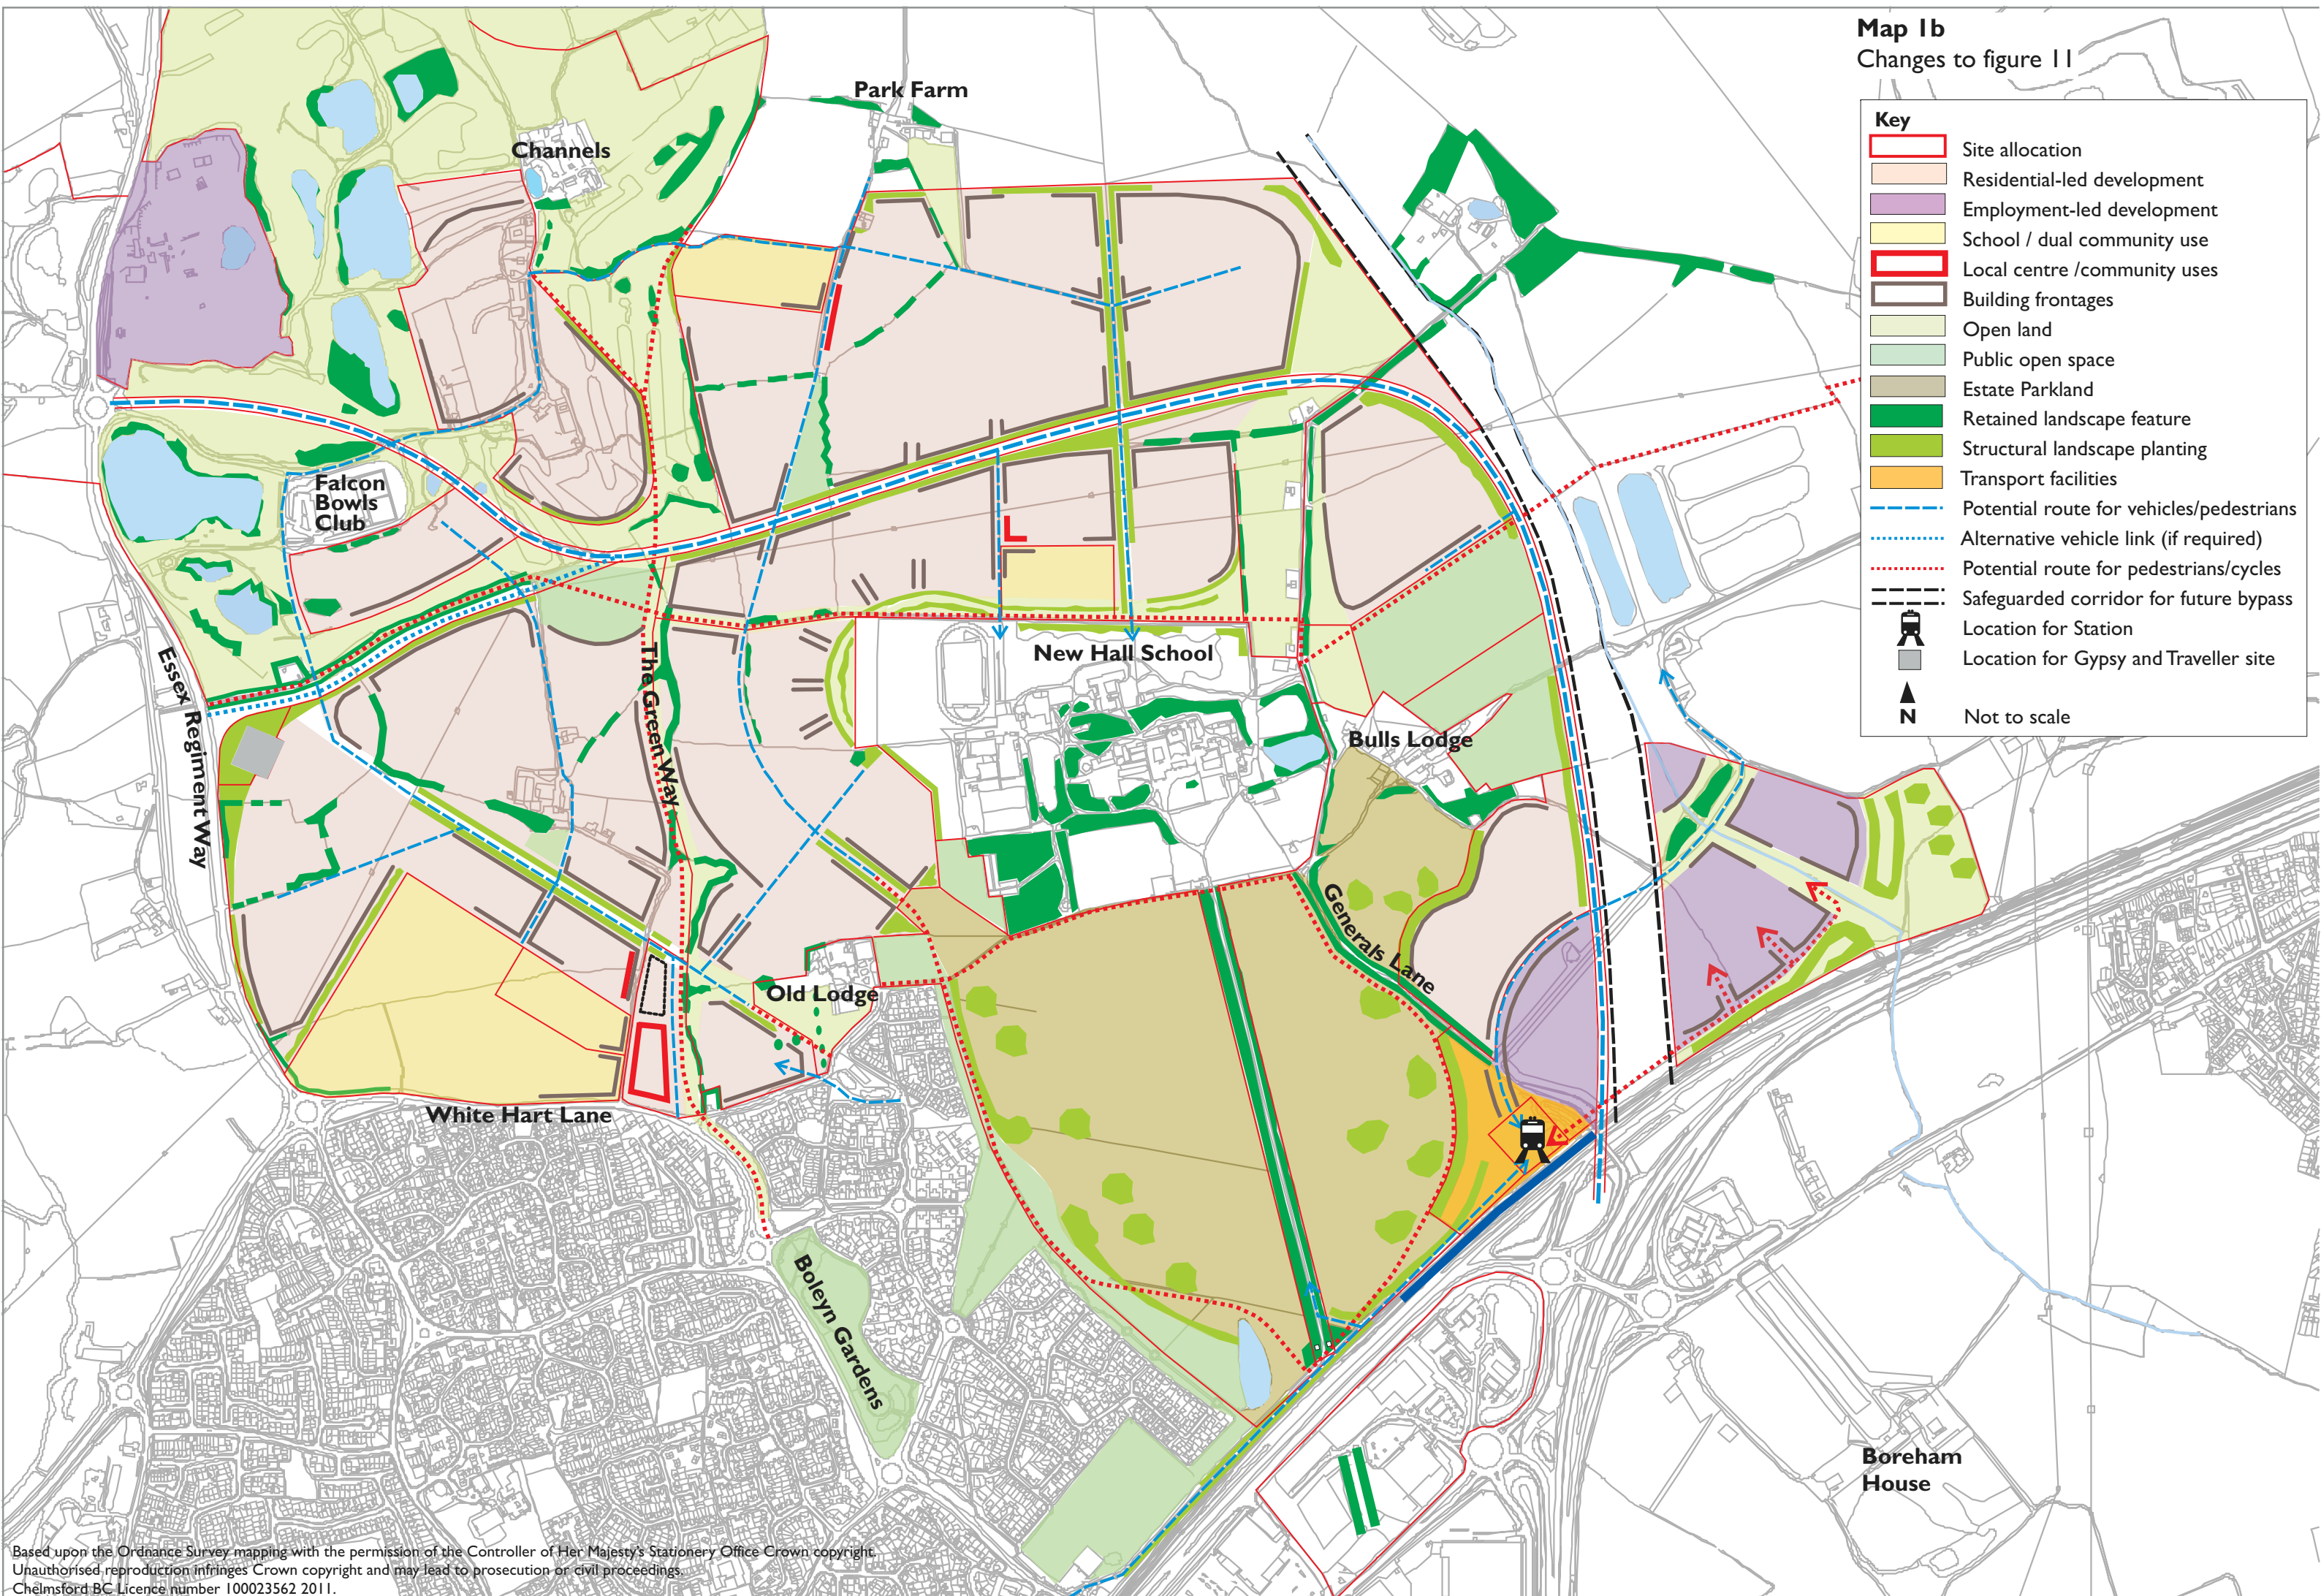 Map 1b
Changes to figure 11
Key
Site allocation
Residential-led development
Employment-led development
School / dual community use
Local centre /community uses
Building frontages
Open land
Public open space
Estate Parkland
Retained landscape feature
Structural landscape planting
Transport facilities
Potential route for vehicles/pedestrians
Alternative vehicle link (if required)
Potential route for pedestrians/cycles
Safeguarded corridor for future bypass
Location for Station
Location for Gypsy and Traveller site
N
Not to scale
Park Farm
Channels
Falcon
Bowls
Club
Essex Regiment Way
The Green Way
New Hall School
Bulls Lodge
Generals Lane
Old Lodge
White Hart Lane
Boleyn Gardens
Boreham
House
Based upon the Ordnance Survey mapping with the permission of the Controller of Her Majesty's Stationery Office Crown copyright.
Unauthorised reproduction infringes Crown copyright and may lead to prosecution or civil proceedings.
Chelmsford BC Licence number 100023562 2011.